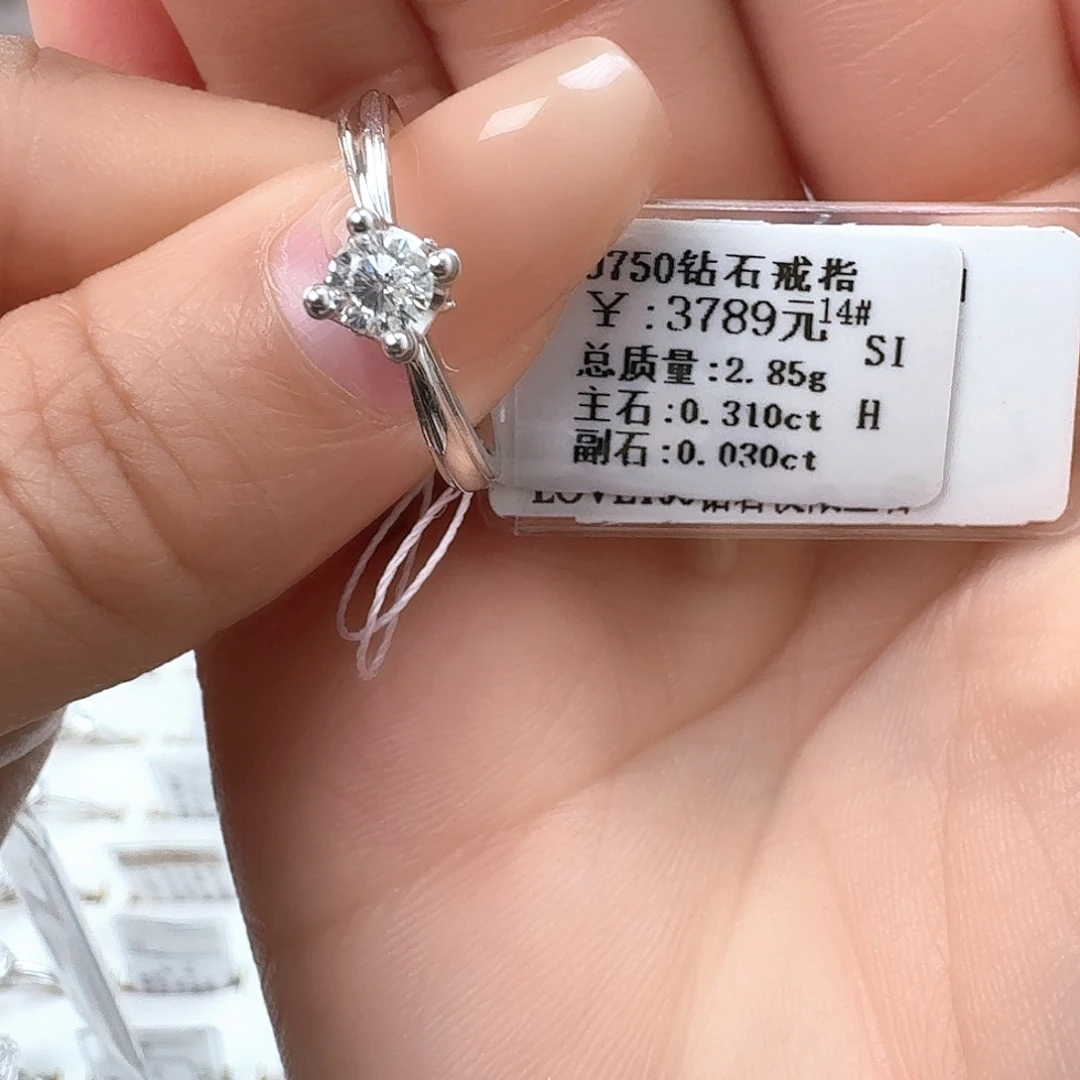 U750钻石戒指
￥:3789元14#
SI
总质量:2.85g
主石:0.310ct H
副石:0.030ct